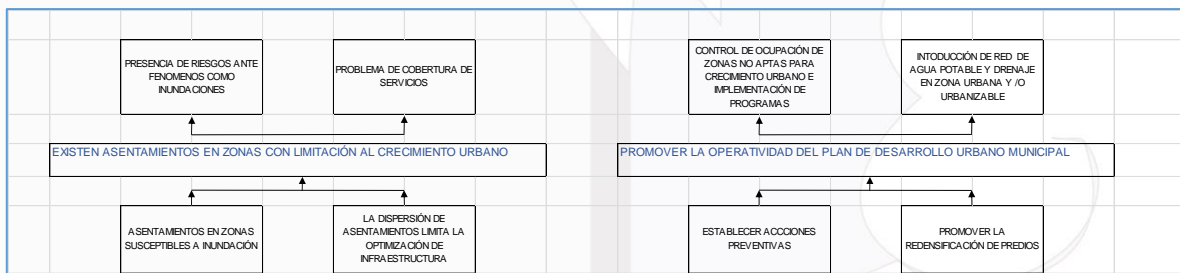 PRESENCIA DE RIESGOS ANTE
FENOMENOS COMO
INUNDACIONES
PROBLEMA DE COBERTURA DE
SERVICIOS
EXISTEN ASENTAMIENTOS EN ZONAS CON LIMITACIÓN AL CRECIMIENTO URBANO
ASENTAMIENTOS EN ZONAS
SUSCEPTIBLES A INUNDACIÓN
LA DISPERSIÓN DE
ASENTAMIENTOS LIMITA LA
OPTIMIZACIÓN DE
INFRAESTRUCTURA
CONTROL DE OCUPACIÓN DE
ZONAS NO APTAS PARA
CRECIMIENTO URBANO E
IMPLEMENTACIÓN DE
PROGRAMAS
INTODUCCIÓN DE RED DE
AGUA POTABLE Y DRENAJE
EN ZONA URBANA Y /O
URBANIZABLE
PROMOVER LA OPERATIVIDAD DEL PLAN DE DESARROLLO URBANO MUNICIPAL
ESTABLECER ACCCIONES
PREVENTIVAS
PROMOVER LA
REDENSIFICACIÓN DE PREDIOS